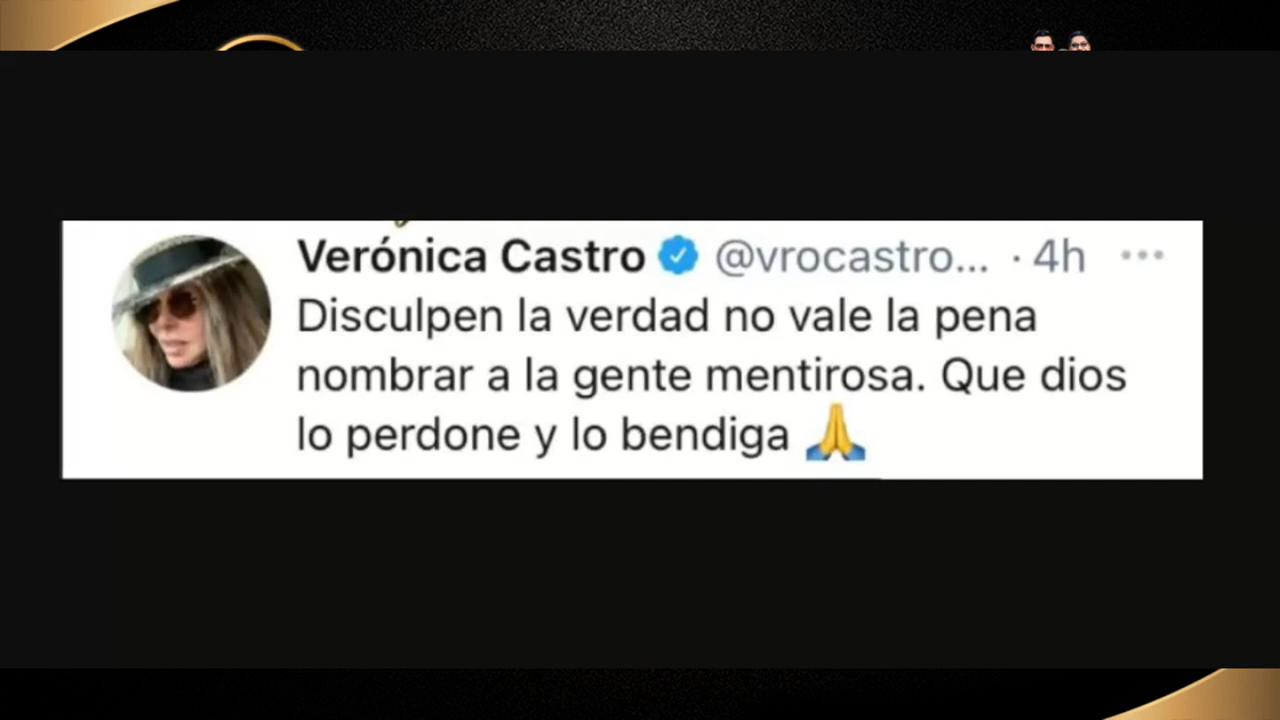 Verónica Castro @vrocastro... · 4h ...
Disculpen la verdad no vale la pena
nombrar a la gente mentirosa. Que dios
lo perdone y lo bendiga 🙏